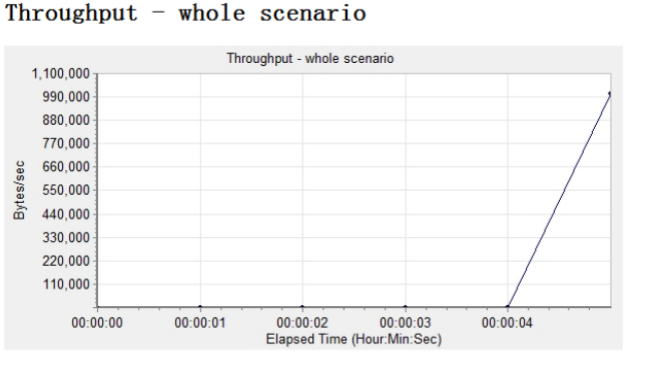 Throughput - whole scenario
Throughput - whole scenario
1,100,000
990,000
880,000
770,000
660,000
550,000
440,000
330,000
220,000
110,000
Bytes/sec
00:00:00 00:00:01 00:00:02 00:00:03 00:00:04
Elapsed Time (Hour:Min:Sec)